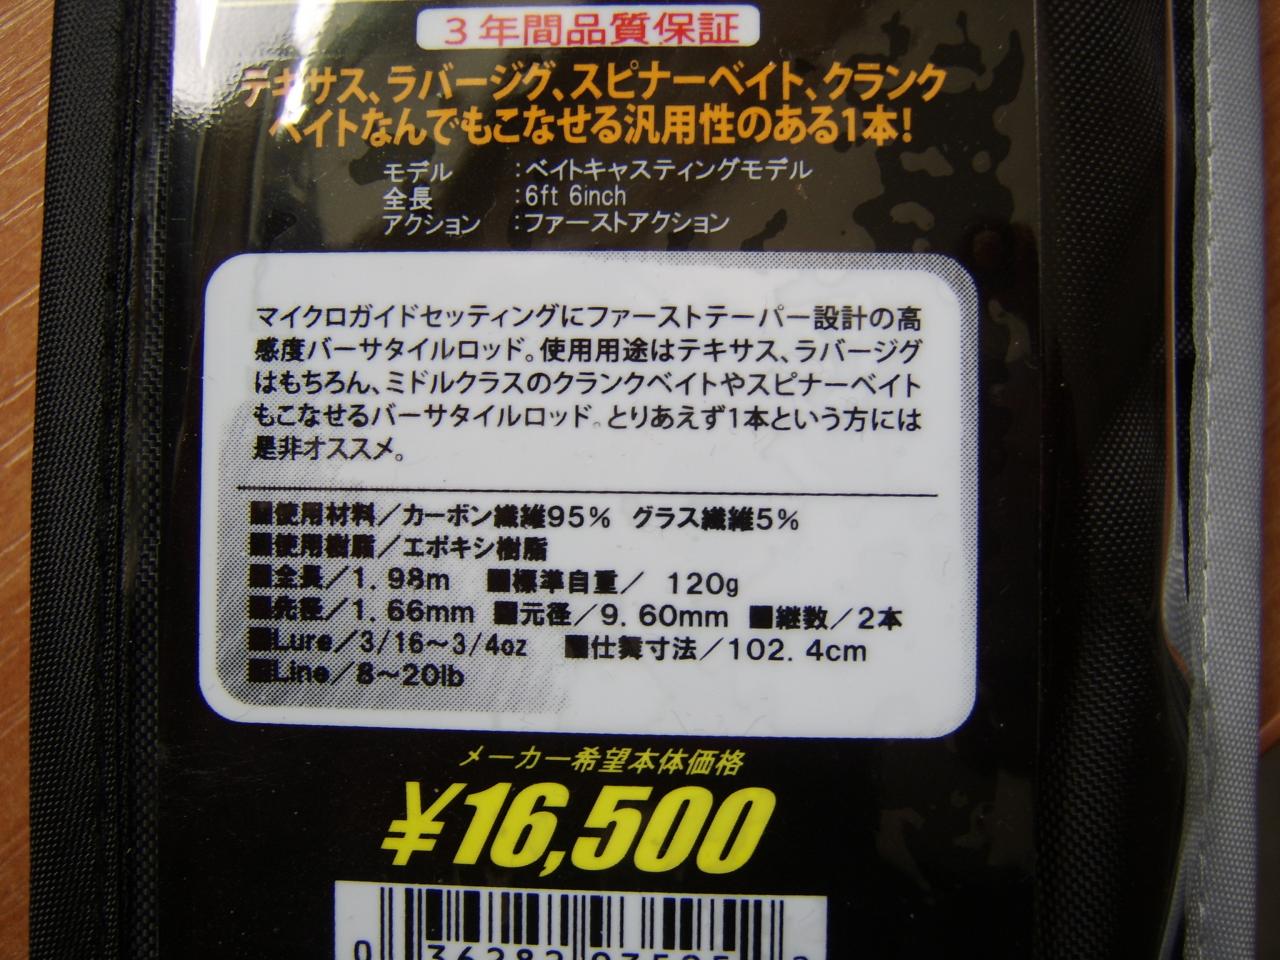 3年間品質保証
テキサス、ラバージグ、スピナーベイト、クランク
ベイトなんでもこなせる汎用性のある1本!
モデル :ベイトキャスティングモデル
全長 :6ft 6inch
アクション :ファーストアクション
マイクロガイドセッティングにファーストテーパー設計の高
感度バーサタイルロッド。使用用途はテキサス、ラバージグ
はもちろん、ミドルクラスのクランクベイトやスピナーベイト
もこなせるバーサタイルロッド。とりあえず1本という方には
是非オススメ。
■使用材料/カーボン繊維95% グラス繊維5%
■使用樹脂/エポキシ樹脂
■全長/1.98m ■標準自重/ 120g
■先径/1.66mm ■元径/9.60mm ■継数/2本
■Lure/3/16~3/4oz ■仕舞寸法/102.4cm
■Line/8~20lb
メーカー希望本体価格
¥16,500